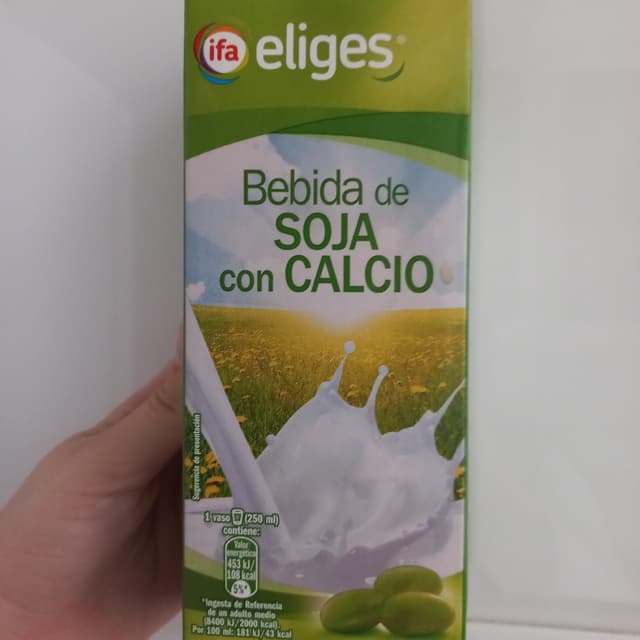 ifa eliges®
Bebida de
SOJA
con CALCIO
Sugerencia de presentación
1 vaso (250 ml)
contiene:
Valor
energético
453 kJ/
108 kcal
5%*
*Ingesta de Referencia
de un adulto medio
(8400 kJ/2000 kcal).
Por 100 ml: 181 kJ/43 kcal